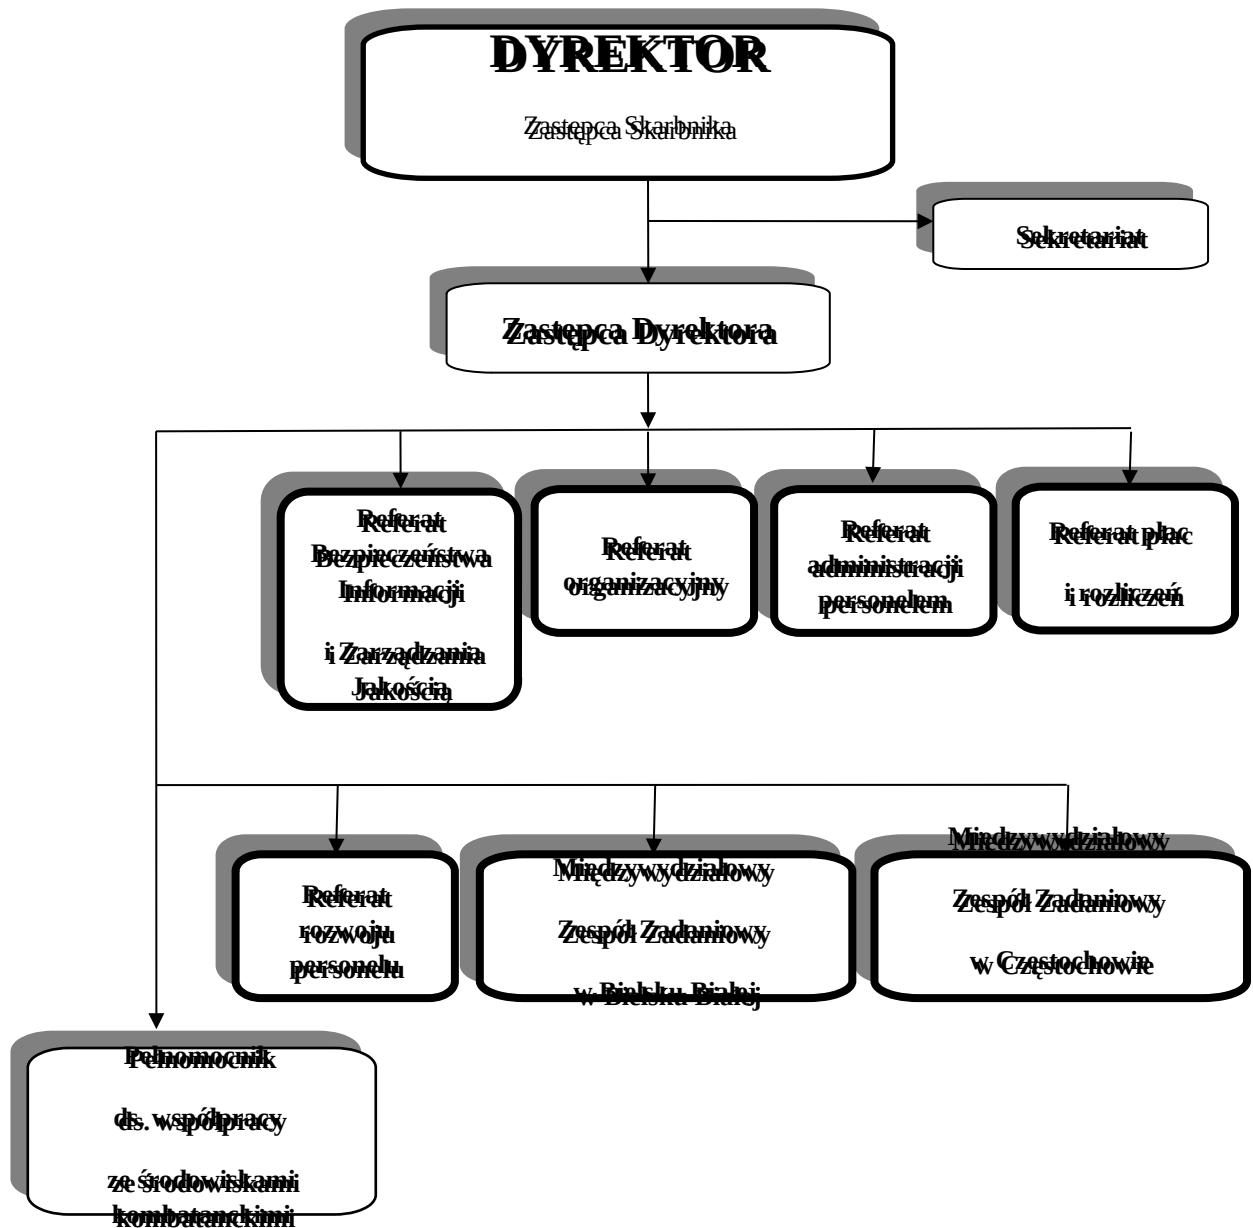 DYREKTOR
Zastępca Skarbnika
Sekretariat
Zastępca Dyrektora
Referat
Bezpieczeństwa
Informacji
i Zarządzania
Jakością
Referat
organizacyjny
Referat
administracji
personelem
Referat płac
i rozliczeń
Referat
rozwoju
personelu
Międzywydziałowy
Zespół Zadaniowy
w Bielsku Białej
Międzywydziałowy
Zespół Zadaniowy
w Częstochowie
Pełnomocnik
ds. współpracy
ze środowiskami
kombatanckimi